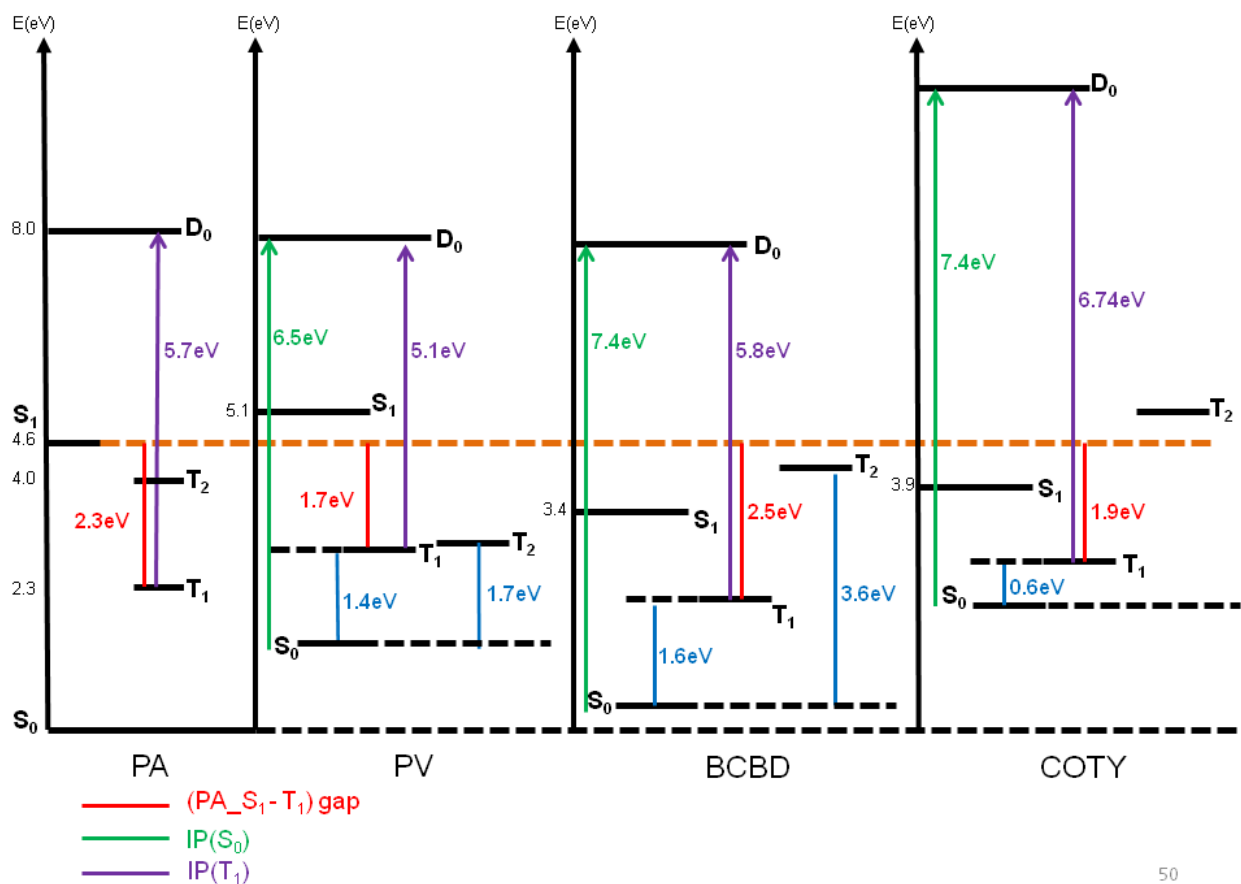 E(eV)
E(eV)
E(eV)
E(eV)
D₀
8.0
D₀
D₀
7.4eV
6.74eV
5.7eV
6.5eV
5.1eV
7.4eV
5.8eV
S₁
5.1
S₁
T₂
4.6
4.0
T₂
T₂
3.9
S₁
2.3eV
1.7eV
3.4
S₁
2.5eV
1.9eV
T₁
T₂
T₁
2.3
T₁
1.4eV
1.7eV
T₁
3.6eV
S₀
0.6eV
S₀
1.6eV
S₀
S₀
PA
PV
BCBD
COTY
(PA_S₁-T₁) gap
IP(S₀)
IP(T₁)
50